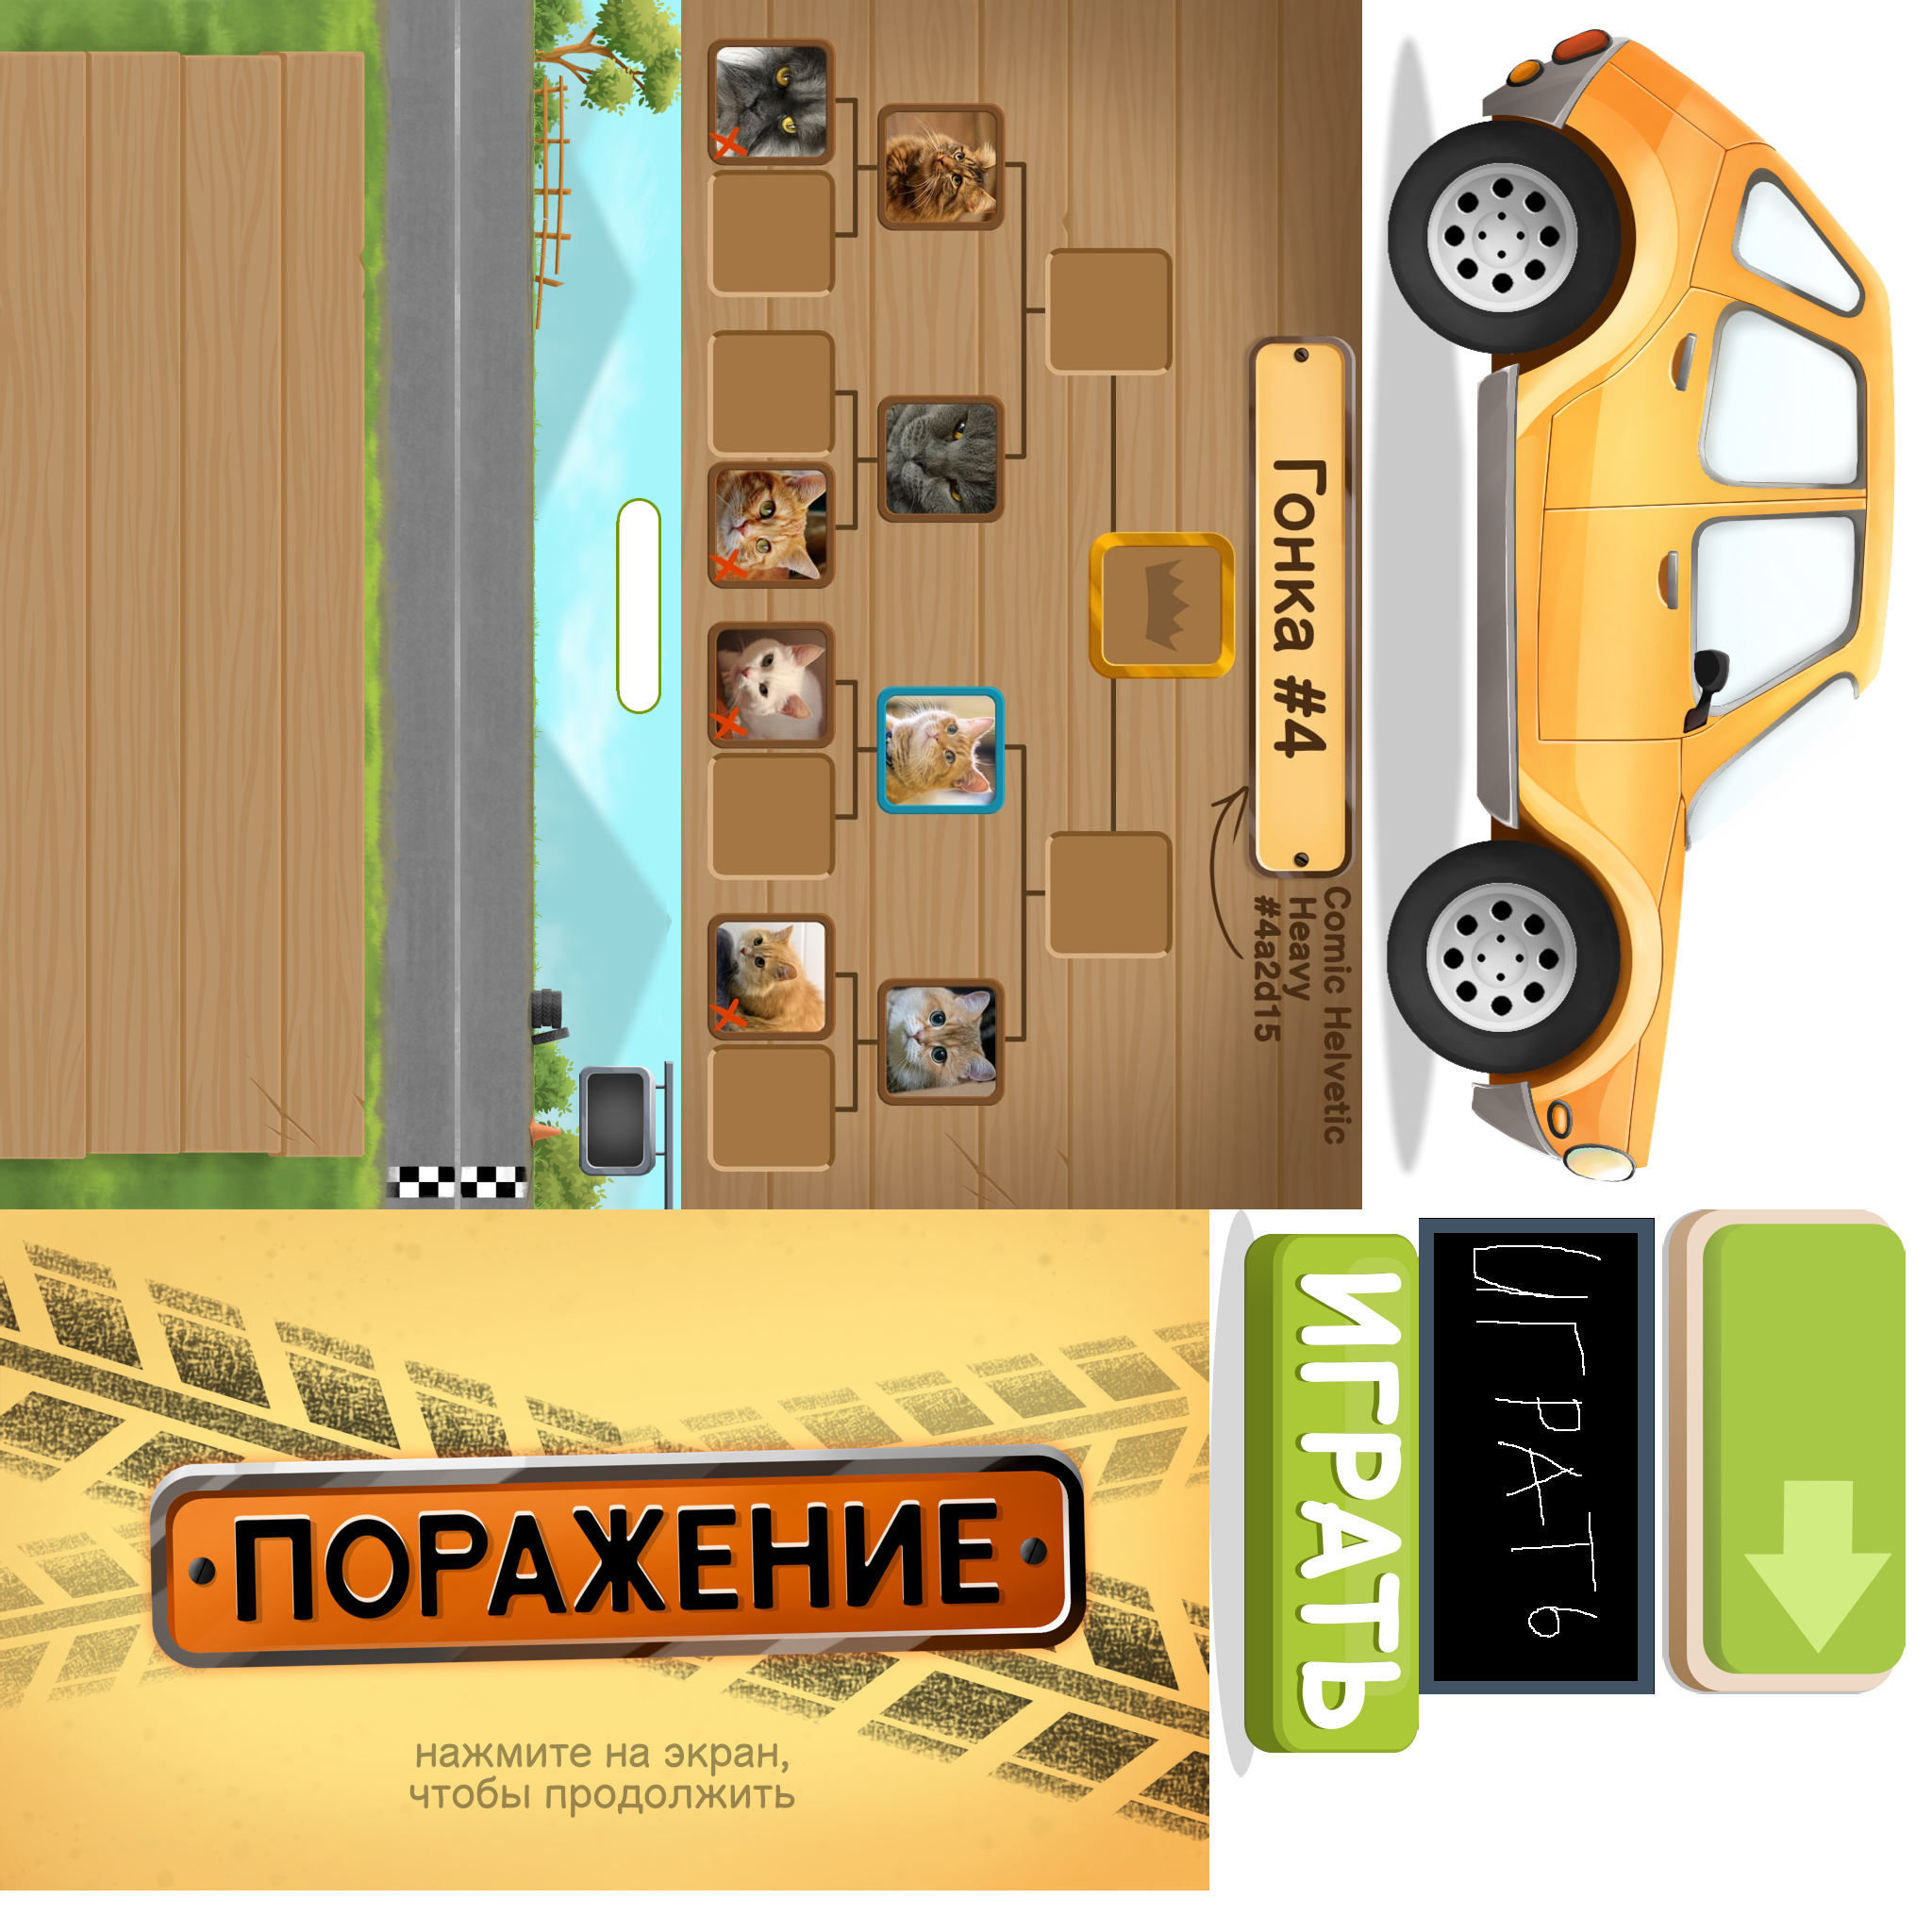 Гонка #4
Comic Helvetic
Heavy
#4a2d15
ПОРАЖЕНИЕ
нажмите на экран,
чтобы продолжить
ИГРАТЬ
ИГРАТЬ